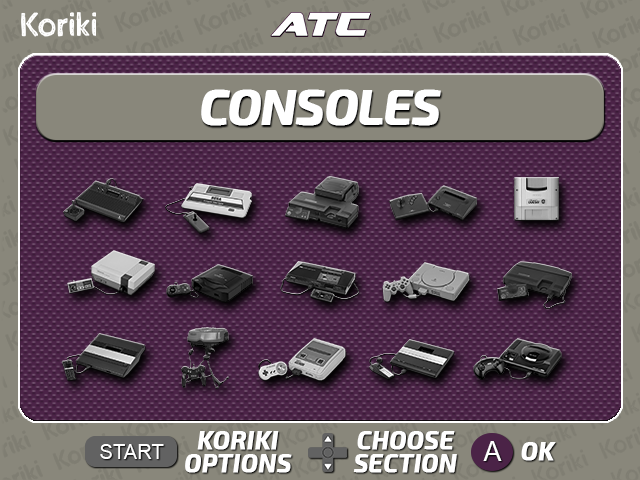 Koriki
ATC
CONSOLES
START
KORIKI
OPTIONS
CHOOSE
SECTION
A
OK